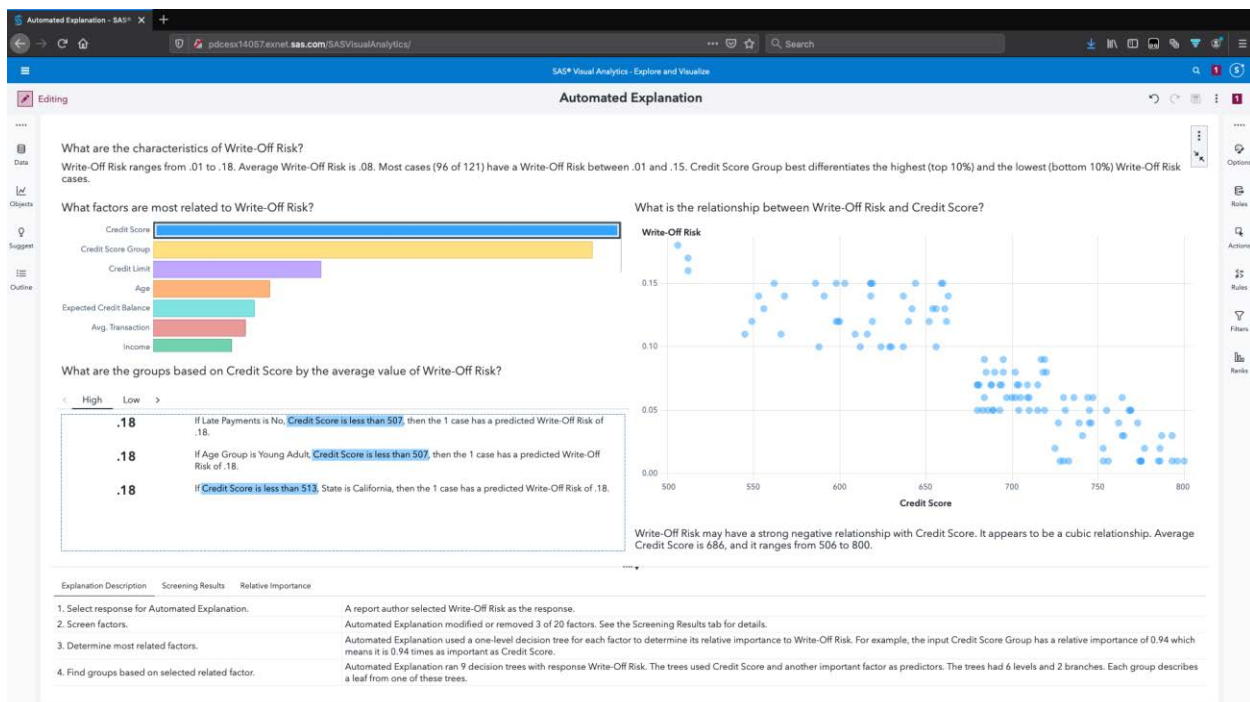 Automated Explanation - SAS®
pdcesx14057.exnet.sas.com/SASVisualAnalytics/
Search
SAS® Visual Analytics - Explore and Visualize
1
Editing
Automated Explanation
1
Data
Objects
Suggest
Outline
What are the characteristics of Write-Off Risk?
Write-Off Risk ranges from .01 to .18. Average Write-Off Risk is .08. Most cases (96 of 121) have a Write-Off Risk between .01 and .15. Credit Score Group best differentiates the highest (top 10%) and the lowest (bottom 10%) Write-Off Risk
cases.
What factors are most related to Write-Off Risk?
Credit Score
Credit Score Group
Credit Limit
Age
Expected Credit Balance
Avg. Transaction
Income
What are the groups based on Credit Score by the average value of Write-Off Risk?
High Low
.18 If Late Payments is No, Credit Score is less than 507, then the 1 case has a predicted Write-Off Risk of
.18.
.18 If Age Group is Young Adult, Credit Score is less than 507, then the 1 case has a predicted Write-Off
Risk of .18.
.18 If Credit Score is less than 513, State is California, then the 1 case has a predicted Write-Off Risk of .18.
What is the relationship between Write-Off Risk and Credit Score?
Write-Off Risk
0.15
0.10
0.05
0.00
500 550 600 650 700 750 800
Credit Score
Write-Off Risk may have a strong negative relationship with Credit Score. It appears to be a cubic relationship. Average
Credit Score is 686, and it ranges from 506 to 800.
Options
Roles
Actions
Rules
Filters
Ranks
Explanation Description Screening Results Relative Importance
1. Select response for Automated Explanation. A report author selected Write-Off Risk as the response.
2. Screen factors. Automated Explanation modified or removed 3 of 20 factors. See the Screening Results tab for details.
3. Determine most related factors. Automated Explanation used a one-level decision tree for each factor to determine its relative importance to Write-Off Risk. For example, the input Credit Score Group has a relative importance of 0.94 which
means it is 0.94 times as important as Credit Score.
4. Find groups based on selected related factor. Automated Explanation ran 9 decision trees with response Write-Off Risk. The trees used Credit Score and another important factor as predictors. The trees had 6 levels and 2 branches. Each group describes
a leaf from one of these trees.